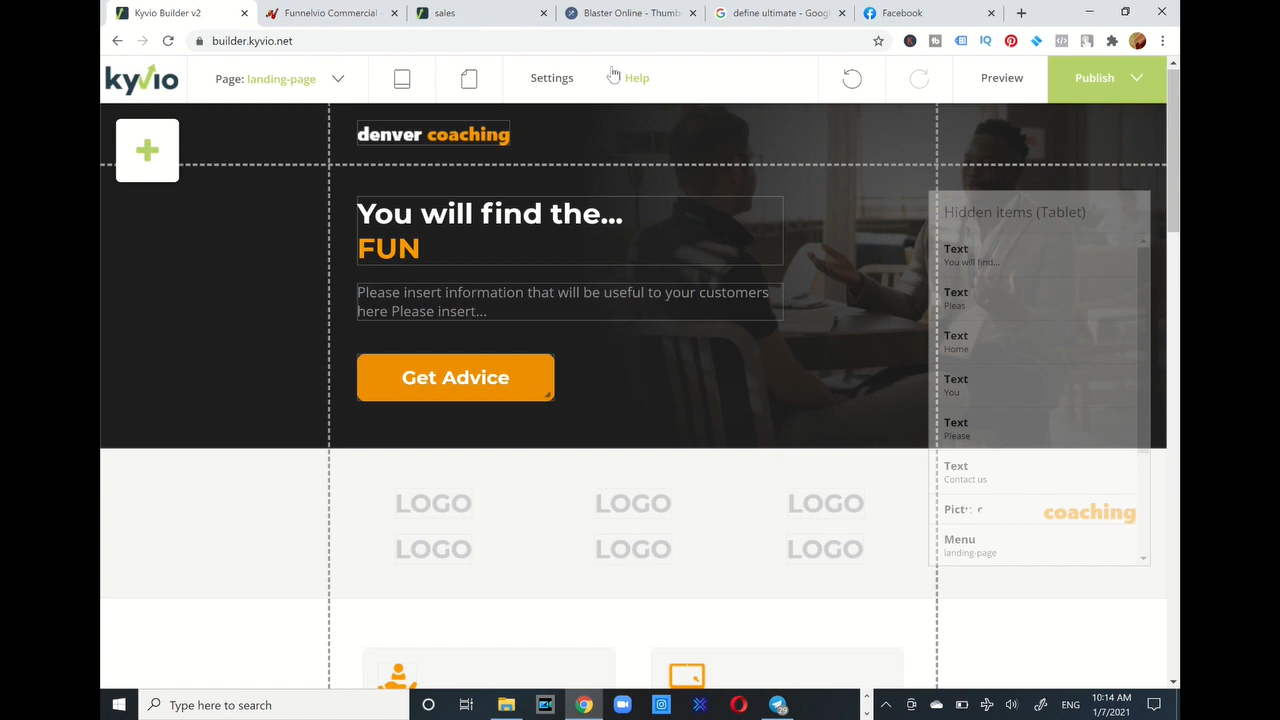 Kyvio Builder v2
Funnelvio Commercial -
sales
Blaster Online - Thumb
define ultimate - Googl
Facebook
builder.kyvio.net
kyvio
Page: landing-page
Settings
Help
Preview
Publish
denver coaching
You will find the...
FUN
Please insert information that will be useful to your customers
here Please insert...
Get Advice
Hidden items (Tablet)
Text
You will find...
Text
Pleas
Text
Home
Text
You
Text
Please
Text
Contact us
coaching
Menu
landing-page
LOGO LOGO LOGO
LOGO LOGO LOGO
Type here to search
10:14 AM
1/7/2021